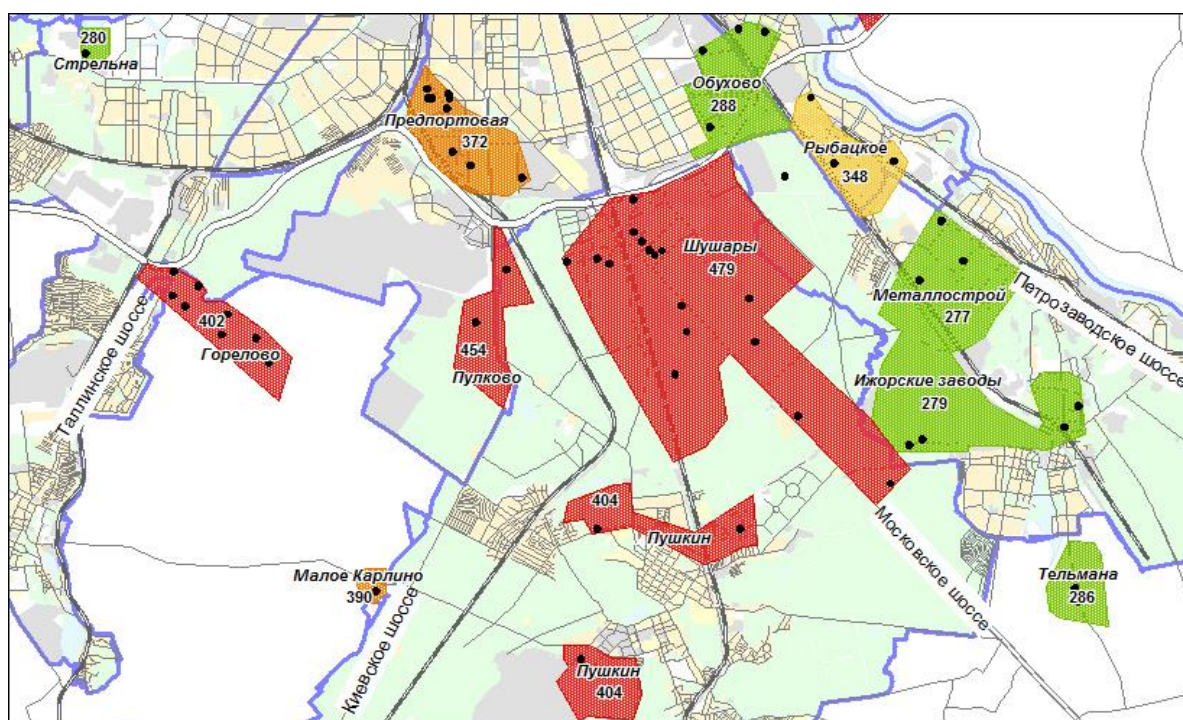 280
Стрельна
Обухово
288
Предпортовая
372
Рыбацкое
348
Шушары
479
Металлострой
277
Петрозаводское шоссе
402
Горелово
Таллинское шоссе
454
Пулково
Ижорские заводы
279
404
Пушкин
Московское шоссе
Малое Карлино
390
Киевское шоссе
Тельмана
286
Пушкин
404